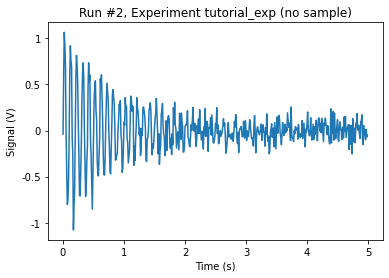 Run #2, Experiment tutorial_exp (no sample)
Signal (V)
1
0.5
0
-0.5
-1
0 1 2 3 4 5
Time (s)